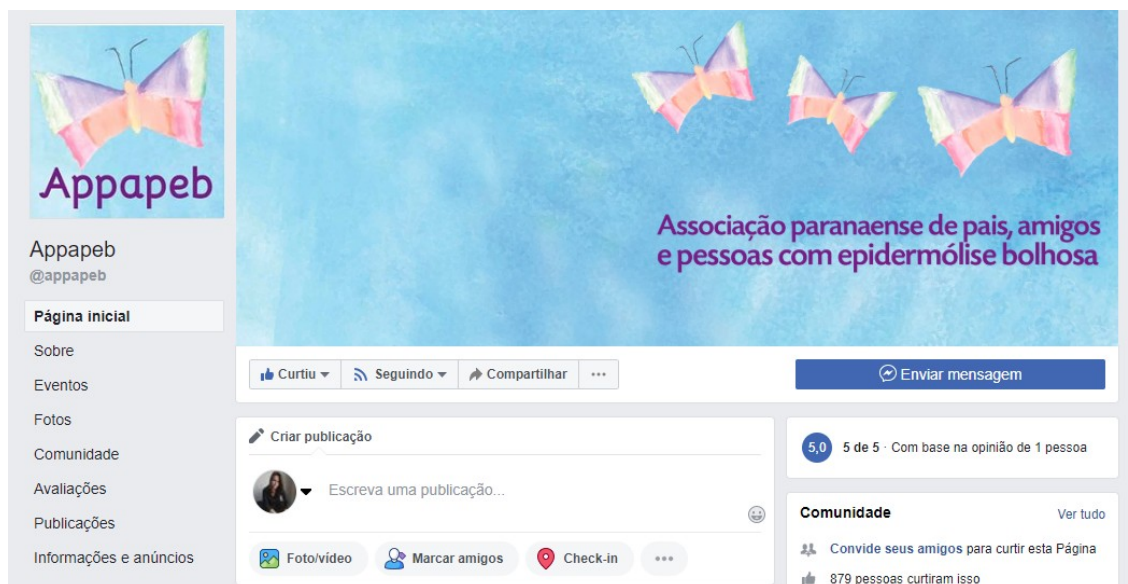 Appapeb
Appapeb
@appapeb
Página inicial
Sobre
Eventos
Fotos
Comunidade
Avaliações
Publicações
Informações e anúncios
Associação paranaense de pais, amigos
e pessoas com epidermólise bolhosa
Curtiu
Seguindo
Compartilhar
Enviar mensagem
Criar publicação
Escreva uma publicação...
Foto/vídeo
Marcar amigos
Check-in
5,0 5 de 5 · Com base na opinião de 1 pessoa
Comunidade Ver tudo
Convide seus amigos para curtir esta Página
879 pessoas curtiram isso